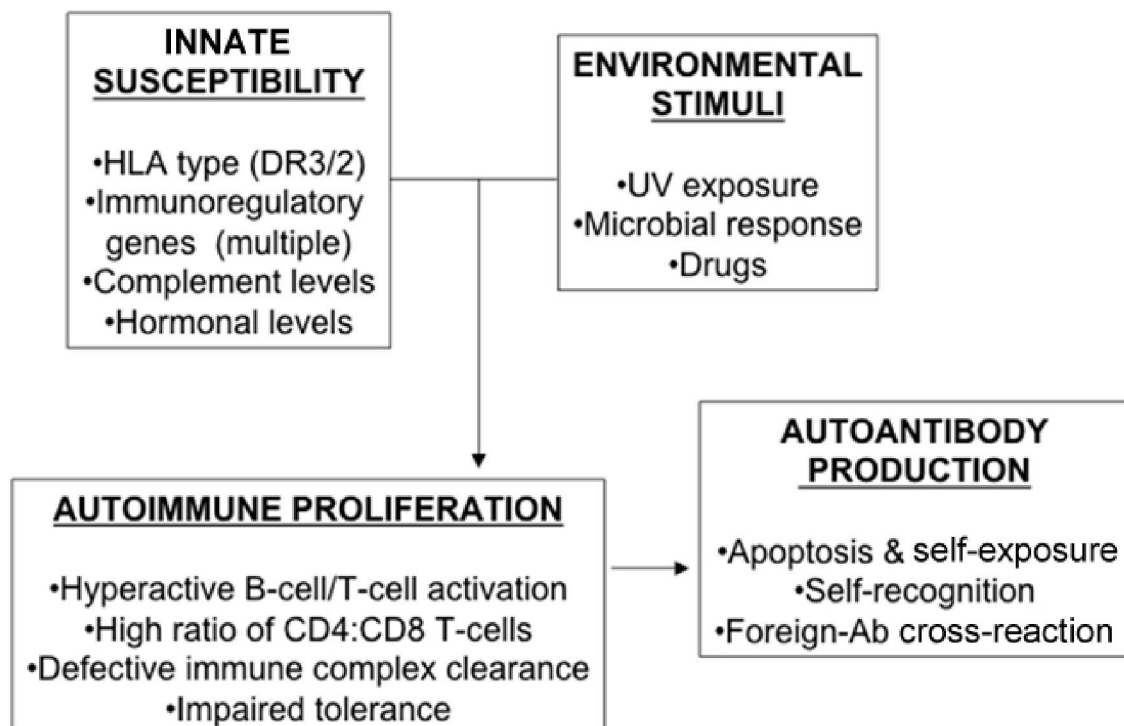 INNATE
SUSCEPTIBILITY
•HLA type (DR3/2)
•Immunoregulatory
genes (multiple)
•Complement levels
•Hormonal levels
ENVIRONMENTAL
STIMULI
•UV exposure
•Microbial response
•Drugs
AUTOIMMUNE PROLIFERATION
•Hyperactive B-cell/T-cell activation
•High ratio of CD4:CD8 T-cells
•Defective immune complex clearance
•Impaired tolerance
AUTOANTIBODY
PRODUCTION
•Apoptosis & self-exposure
•Self-recognition
•Foreign-Ab cross-reaction